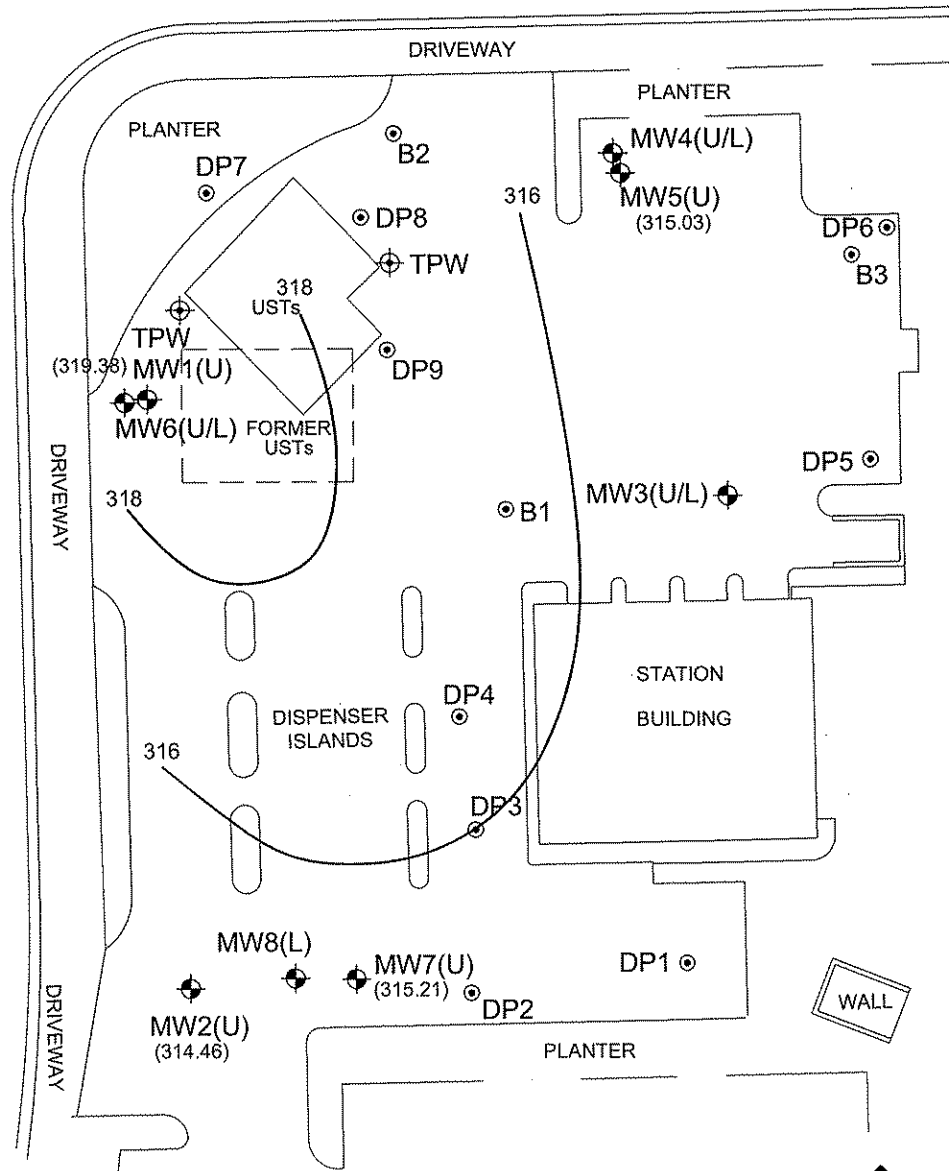 DRIVEWAY
PLANTER
PLANTER
B2
MW4(U/L)
DP7
MW5(U)
316
(315.03)
DP8
DP6
B3
TPW
318
USTs
TPW
(319.38)
MW1(U)
DP9
MW6(U/L)
FORMER
USTs
DRIVEWAY
DP5
318
MW3(U/L)
B1
STATION
BUILDING
DP4
DISPENSER
ISLANDS
316
DP3
MW8(L)
MW7(U)
(315.21)
DP1
DP2
WALL
DRIVEWAY
MW2(U)
(314.46)
PLANTER